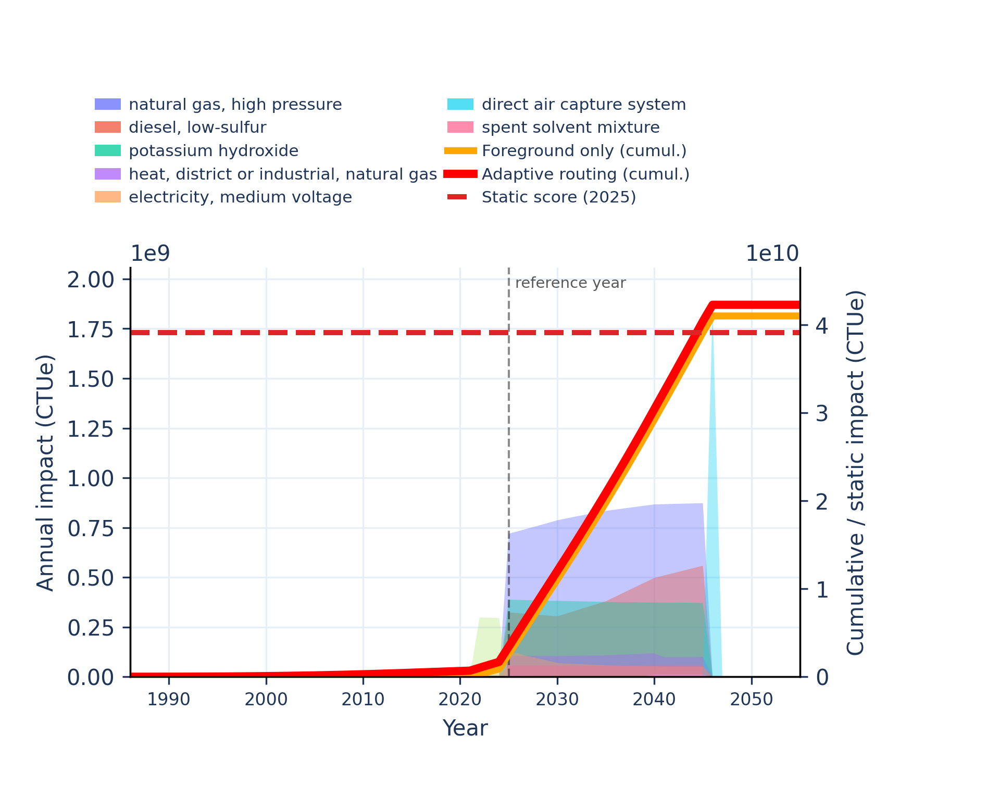 natural gas, high pressure
diesel, low-sulfur
potassium hydroxide
heat, district or industrial, natural gas
electricity, medium voltage
direct air capture system
spent solvent mixture
Foreground only (cumul.)
Adaptive routing (cumul.)
Static score (2025)
1e9
1e10
reference year
2.00
1.75
1.50
1.25
1.00
0.75
0.50
0.25
0.00
Annual impact (CTUe)
4
3
2
1
0
Cumulative / static impact (CTUe)
1990
2000
2010
2020
2030
2040
2050
Year